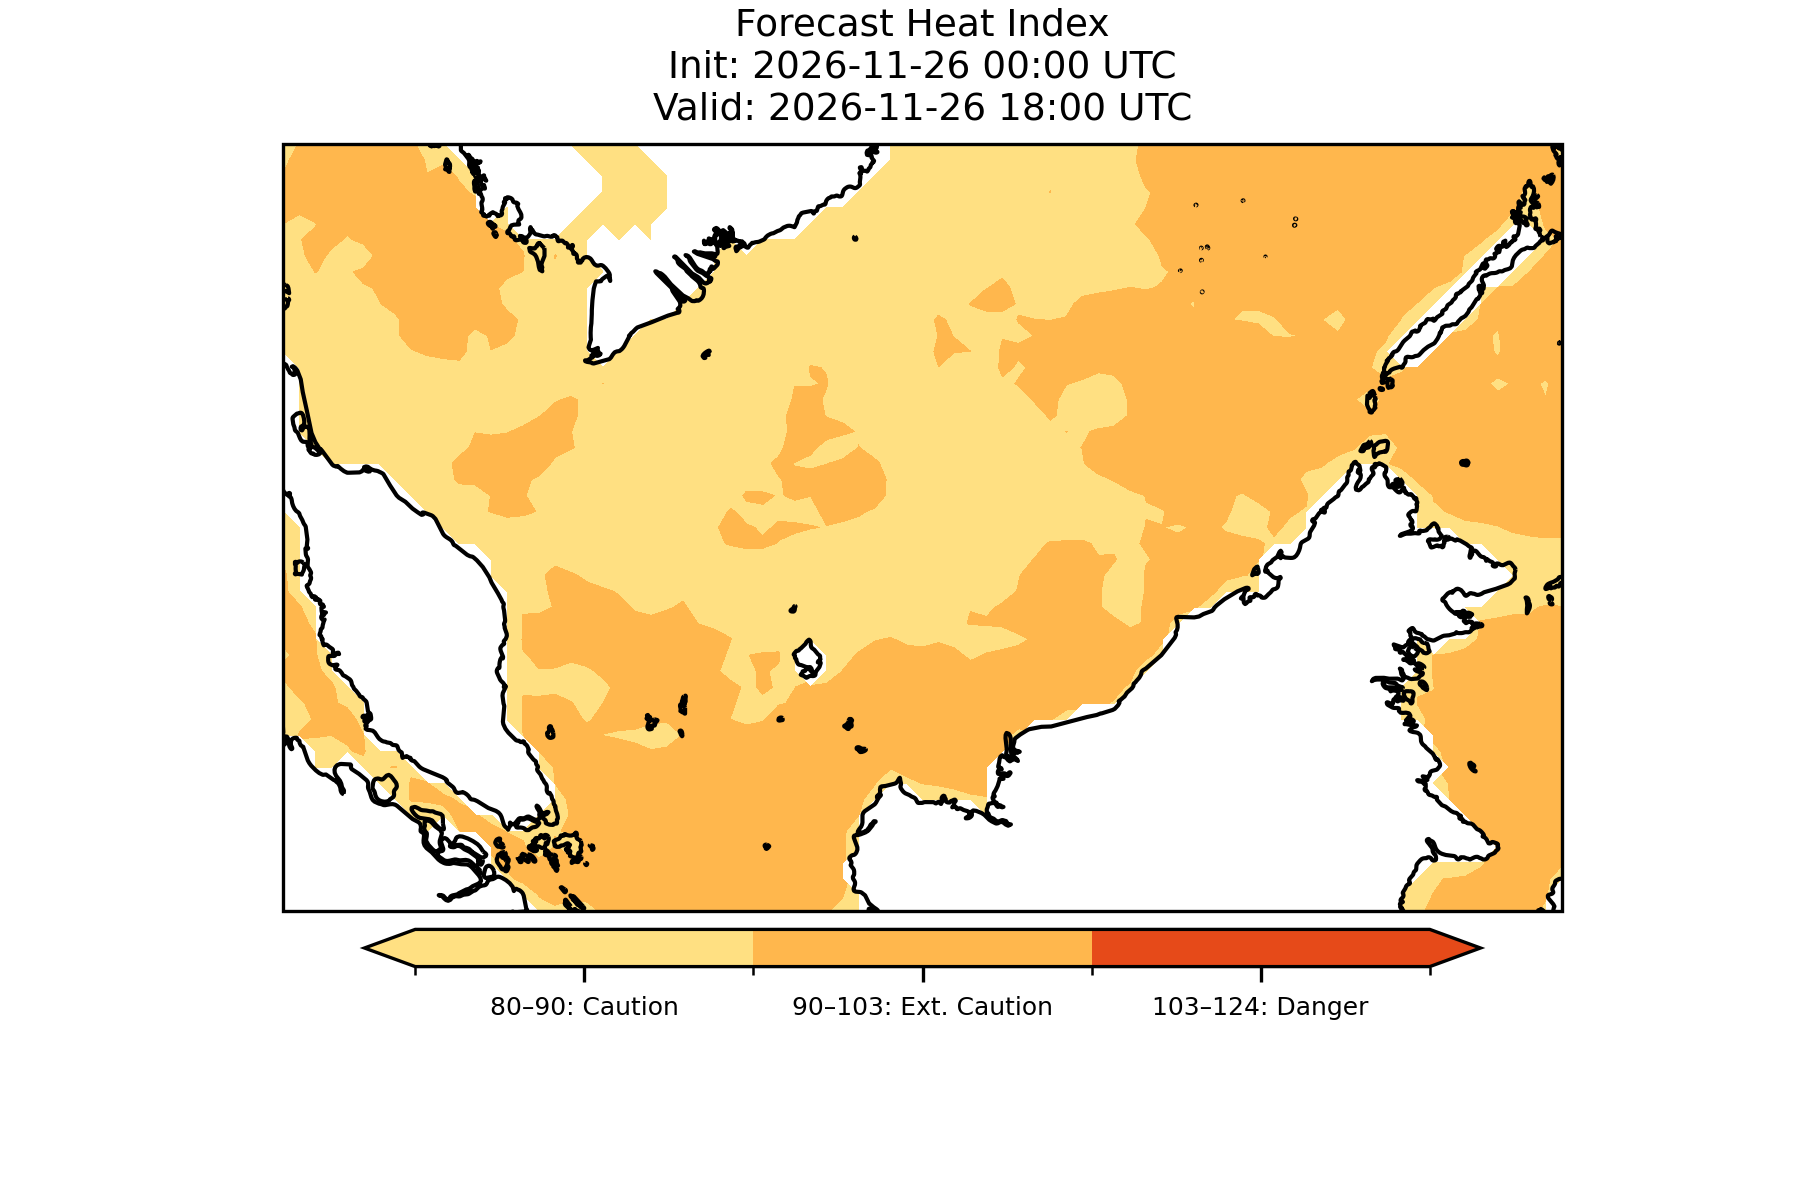 Forecast Heat Index
Init: 2026-11-26 00:00 UTC
Valid: 2026-11-26 18:00 UTC
80–90: Caution
90–103: Ext. Caution
103–124: Danger